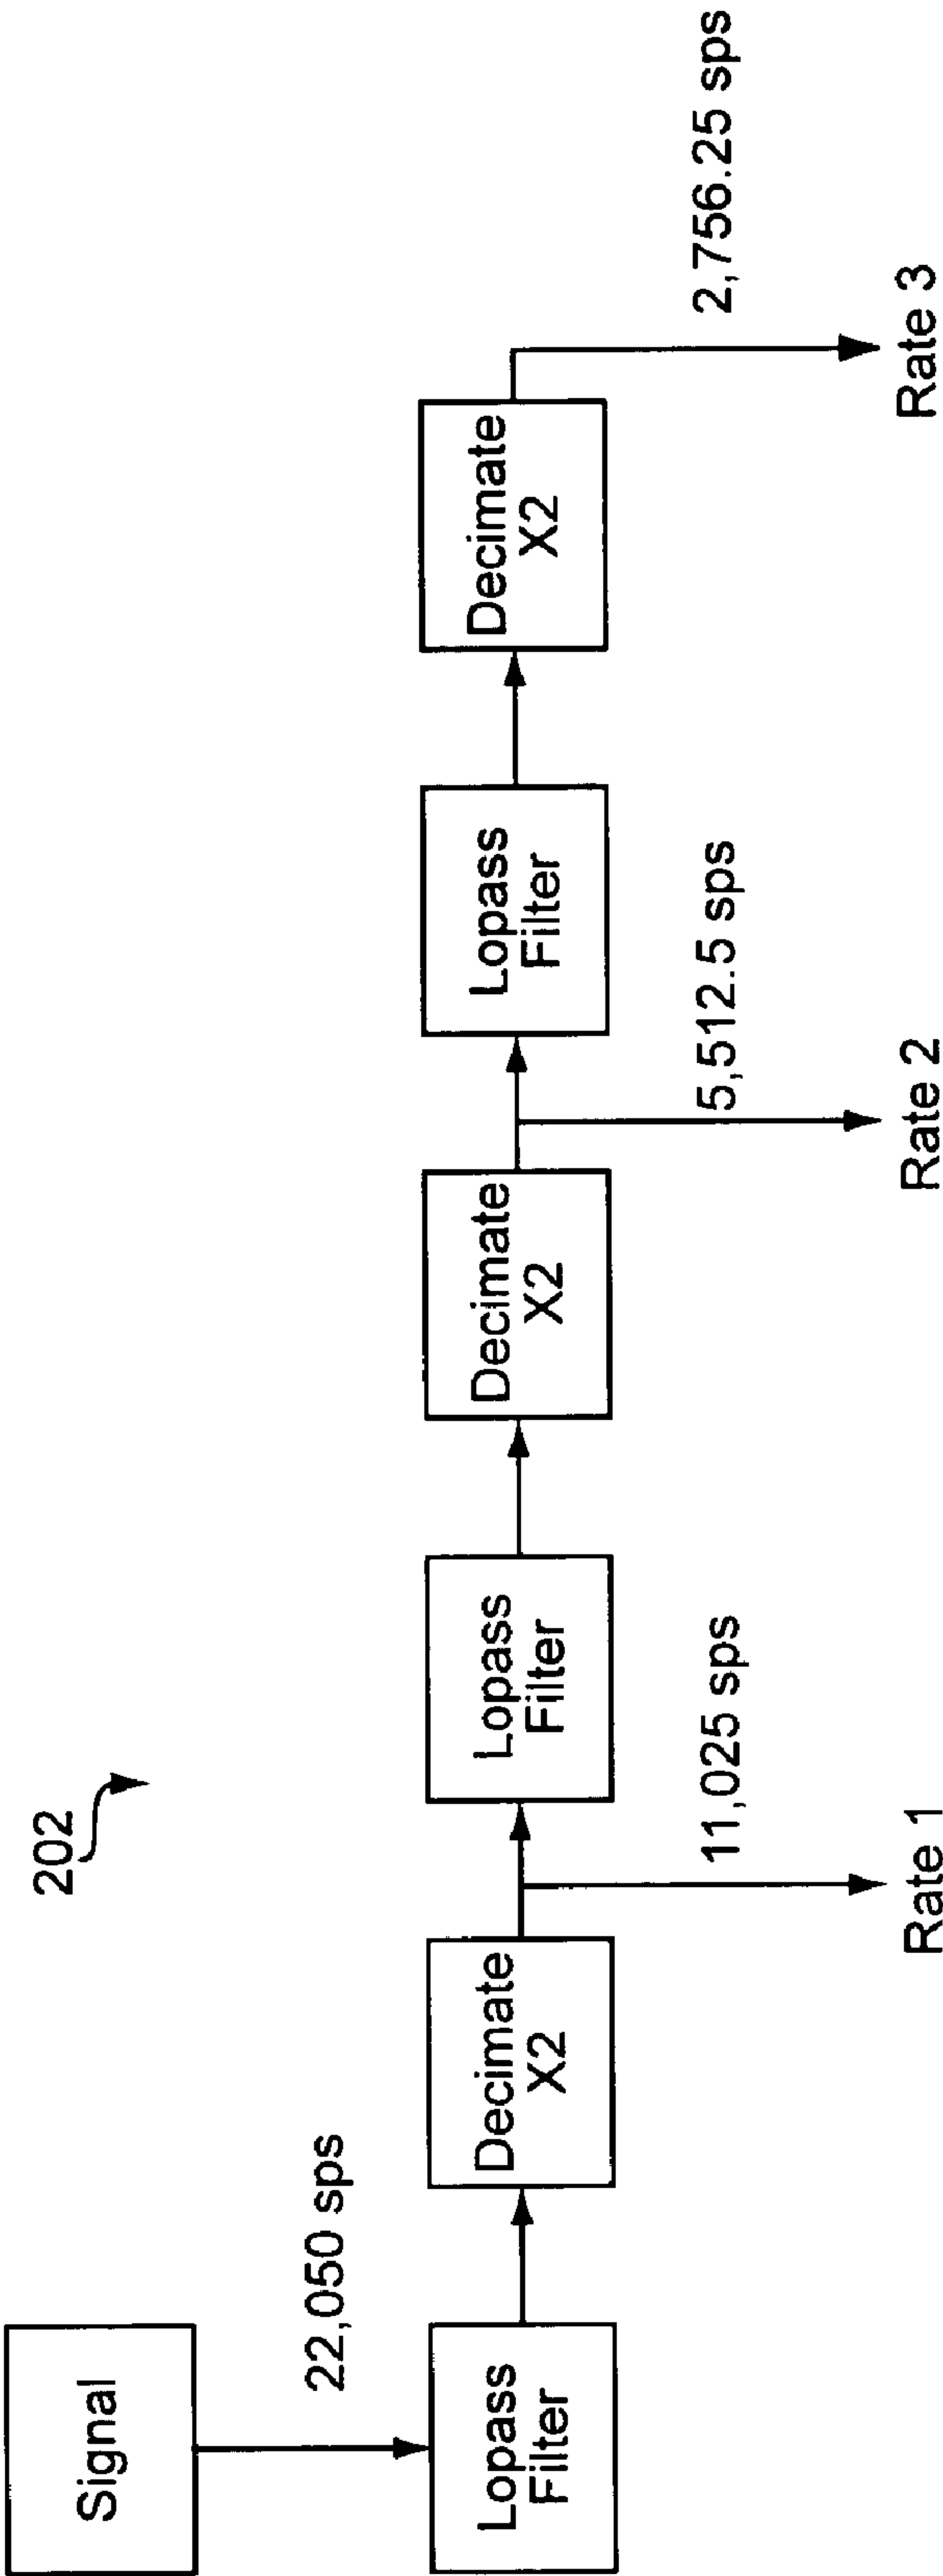 202
Signal
22,050 sps
Lopass
Filter
Decimate
X2
11,025 sps
Rate 1
Lopass
Filter
Decimate
X2
5,512.5 sps
Rate 2
Lopass
Filter
Decimate
X2
2,756.25 sps
Rate 3